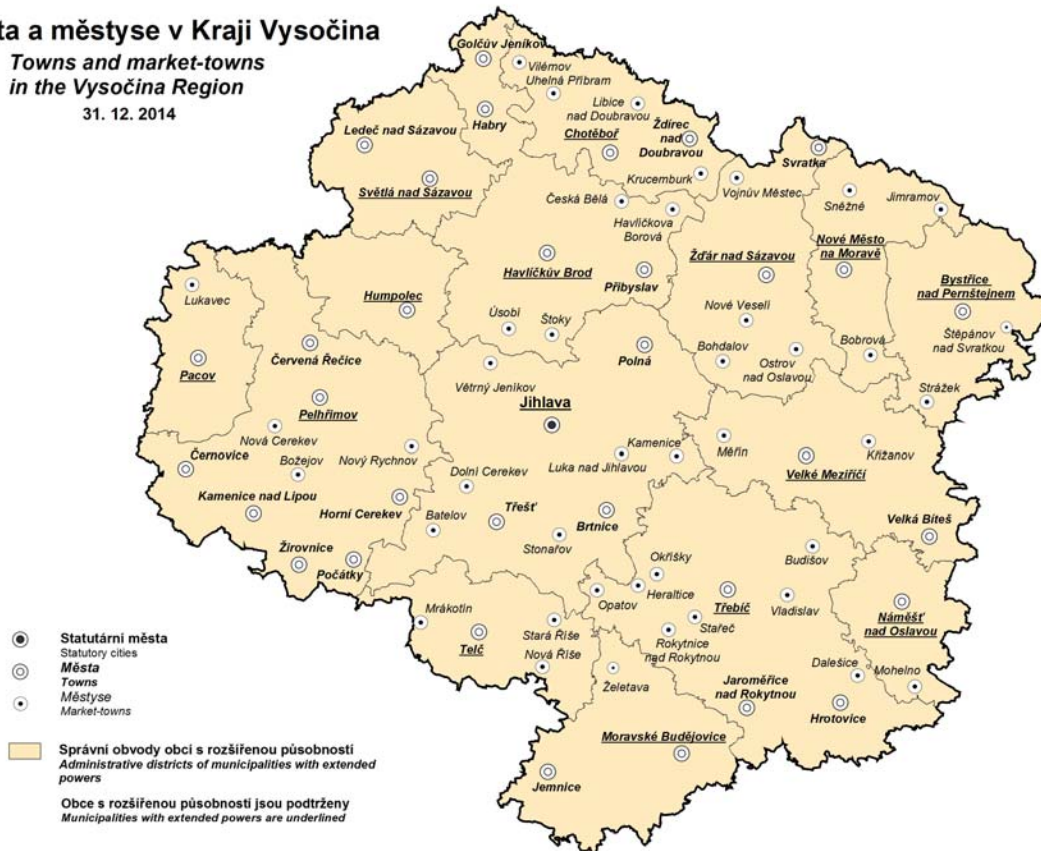 ta a městyse v Kraji Vysočina
Towns and market-towns
in the Vysočina Region
31. 12. 2014
Golčův Jeníkov
Vilémov
Uhelná Příbram
Libice
nad Doubravou
Habry
Ledeč nad Sázavou
Chotěboř
Ždírec
nad
Doubravou
Svratka
Světlá nad Sázavou
Krucemburk
Vojnův Městec
Sněžné
Jimramov
Česká Bělá
Havlíčkova
Borová
Nové Město
na Moravě
Havlíčkův Brod
Přibyslav
Žďár nad Sázavou
Bystřice
nad Pernštejnem
Lukavec
Humpolec
Úsobí
Štoky
Nové Veselí
Štěpánov
nad Svratkou
Červená Řečice
Polná
Bohdalov
Ostrov
nad Oslavou
Bobrová
Pacov
Větrný Jeníkov
Strážek
Pelhřimov
Jihlava
Nová Cerekev
Černovice
Božejov
Nový Rychnov
Kamenice
Luka nad Jihlavou
Měřín
Křižanov
Velké Meziříčí
Dolní Cerekev
Kamenice nad Lipou
Horní Cerekev
Batelov
Třešť
Brtnice
Velká Bíteš
Stonařov
Žirovnice
Počátky
Okříšky
Budišov
Mrákotín
Opatov
Heraltice
Třebíč
Vladislav
Náměšť
nad Oslavou
Telč
Stará Říše
Stařeč
Nová Říše
Rokytnice
nad Rokytnou
Dalešice
Mohelno
Želetava
Jaroměřice
nad Rokytnou
Hrotovice
Moravské Budějovice
Jemnice
Statutární města
Statutory cities
Města
Towns
Městyse
Market-towns
Správní obvody obcí s rozšířenou působností
Administrative districts of municipalities with extended
powers
Obce s rozšířenou působností jsou podtrženy
Municipalities with extended powers are underlined